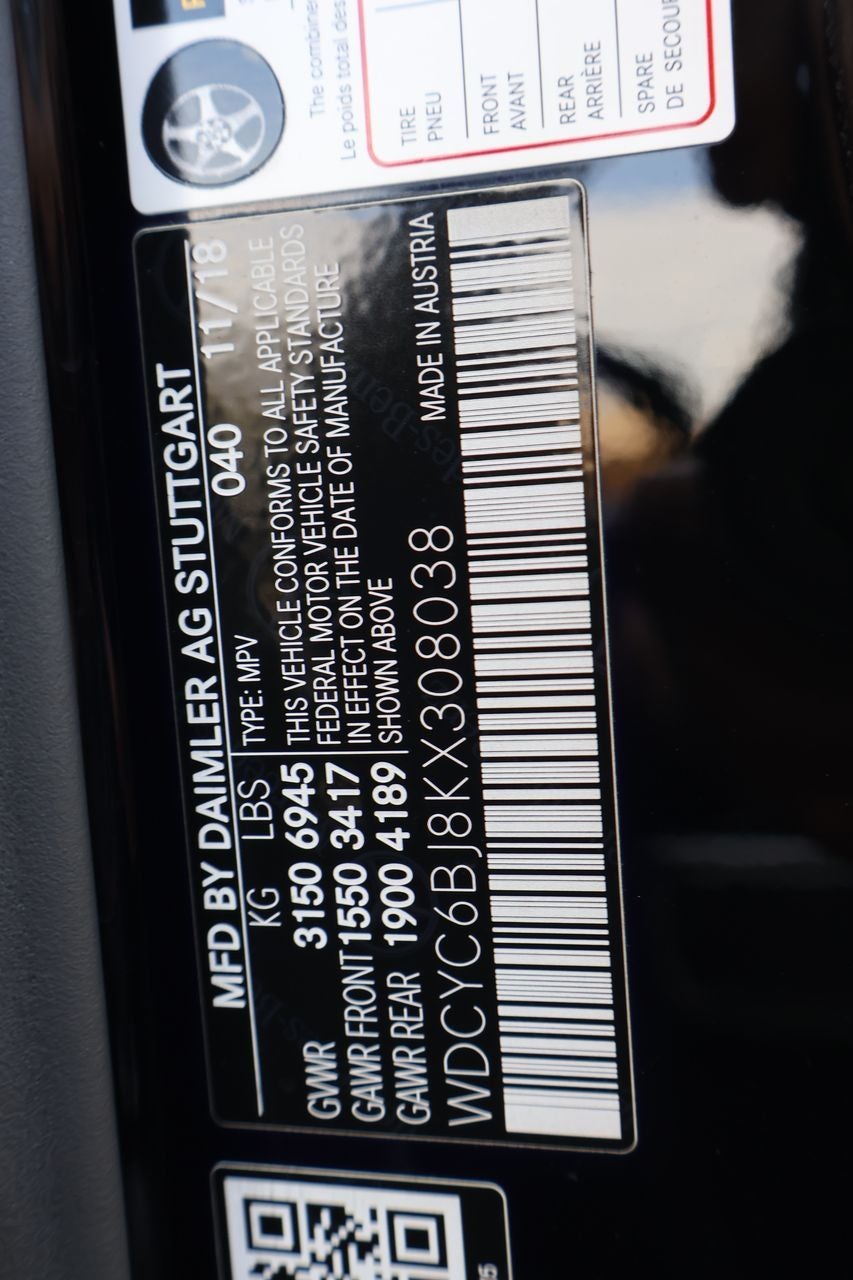 The combined
Le poids total des
TIRE
PNEU
FRONT
AVANT
REAR
ARRIÈRE
SPARE
DE SECOUR
MFD BY DAIMLER AG STUTTGART
040 11/18
KG LBS TYPE: MPV
GVWR 3150 6945 THIS VEHICLE CONFORMS TO ALL APPLICABLE
GAWR FRONT 1550 3417 FEDERAL MOTOR VEHICLE SAFETY STANDARDS
GAWR REAR 1900 4189 IN EFFECT ON THE DATE OF MANUFACTURE
SHOWN ABOVE
MADE IN AUSTRIA
WDCYC6BJ8KX308038